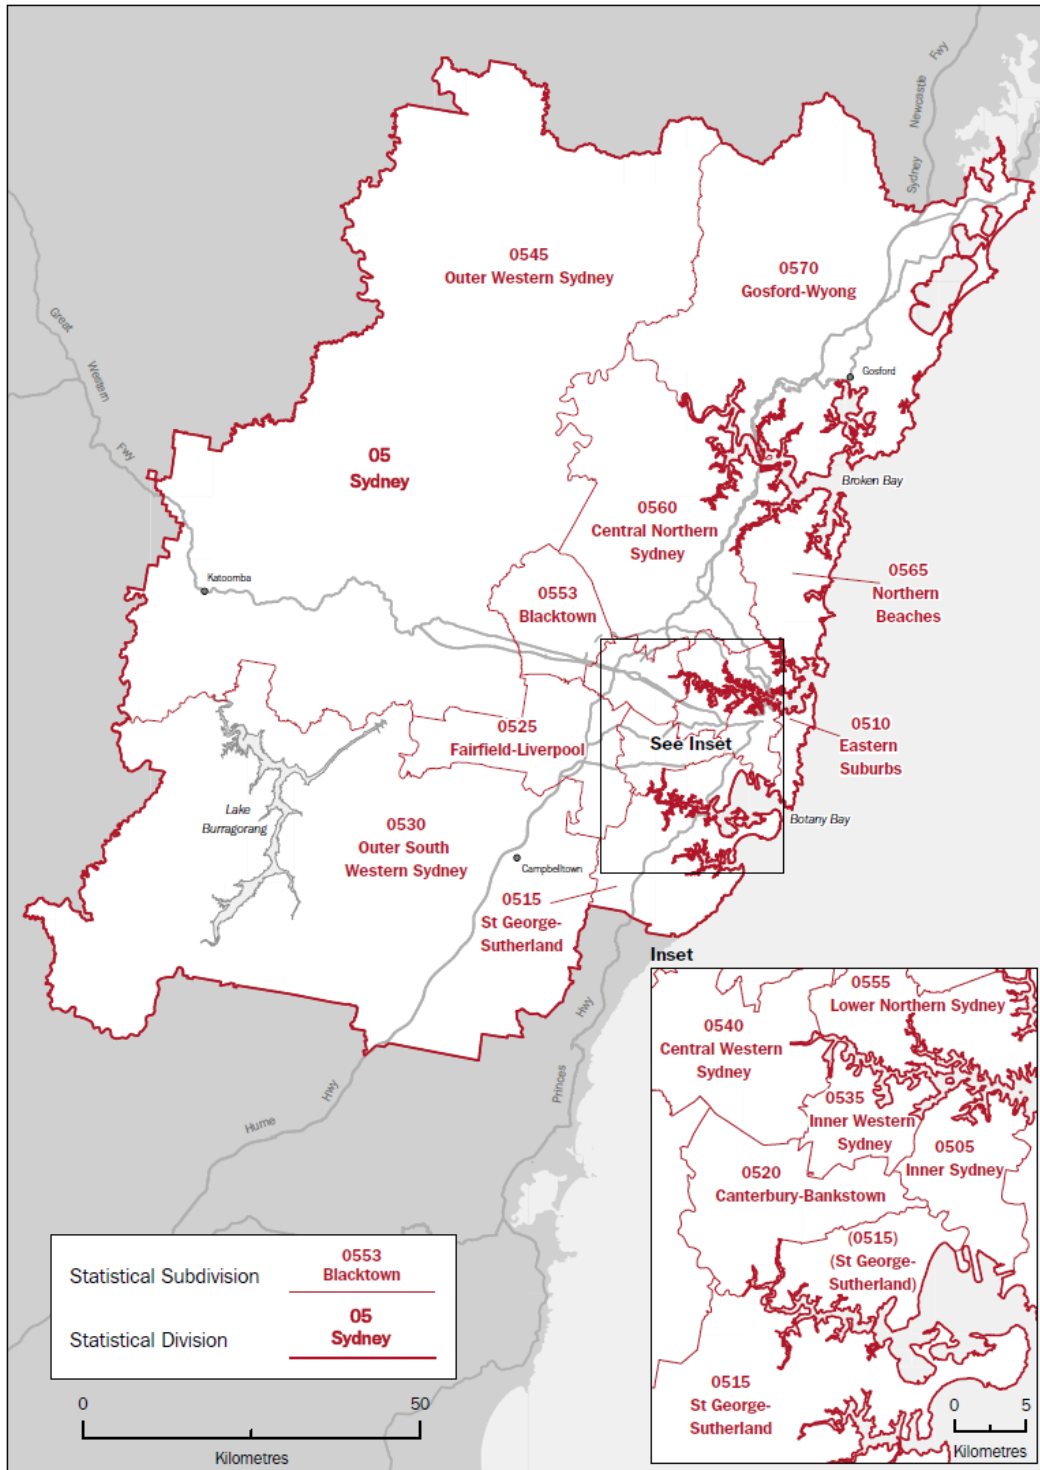 Sydney Newcastle Fwy
0545
Outer Western Sydney
0570
Gosford-Wyong
Great Western Fwy
Gosford
05
Sydney
Broken Bay
0560
Central Northern
Sydney
0565
Northern
Beaches
Katoomba
0553
Blacktown
0525
Fairfield-Liverpool
See Inset
0510
Eastern
Suburbs
Lake
Burragorang
Botany Bay
0530
Outer South
Western Sydney
Campbelltown
0515
St George-
Sutherland
Inset
0555
Lower Northern Sydney
0540
Central Western
Sydney
0535
Inner Western
Sydney
0505
Inner Sydney
0520
Canterbury-Bankstown
(0515)
(St George-
Sutherland)
0515
St George-
Sutherland
0 5
Kilometres
Princes Hwy
Hume Hwy
Statistical Subdivision
0553
Blacktown
Statistical Division
05
Sydney
0 50
Kilometres